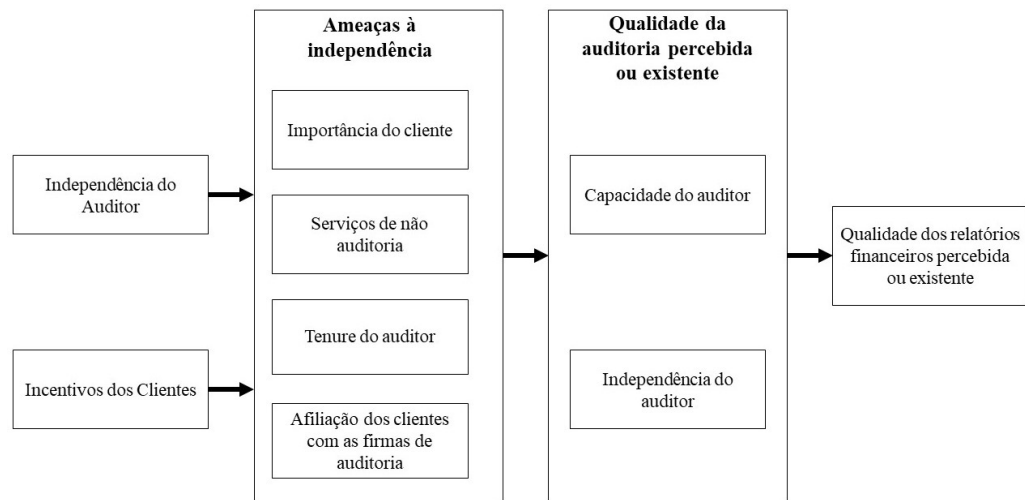 Independência do
Auditor
Incentivos dos Clientes
Ameaças à
independência
Importância do cliente
Serviços de não
auditoria
Tenure do auditor
Afiliação dos clientes
com as firmas de
auditoria
Qualidade da
auditoria percebida
ou existente
Capacidade do auditor
Independência do
auditor
Qualidade dos relatórios
financeiros percebida
ou existente